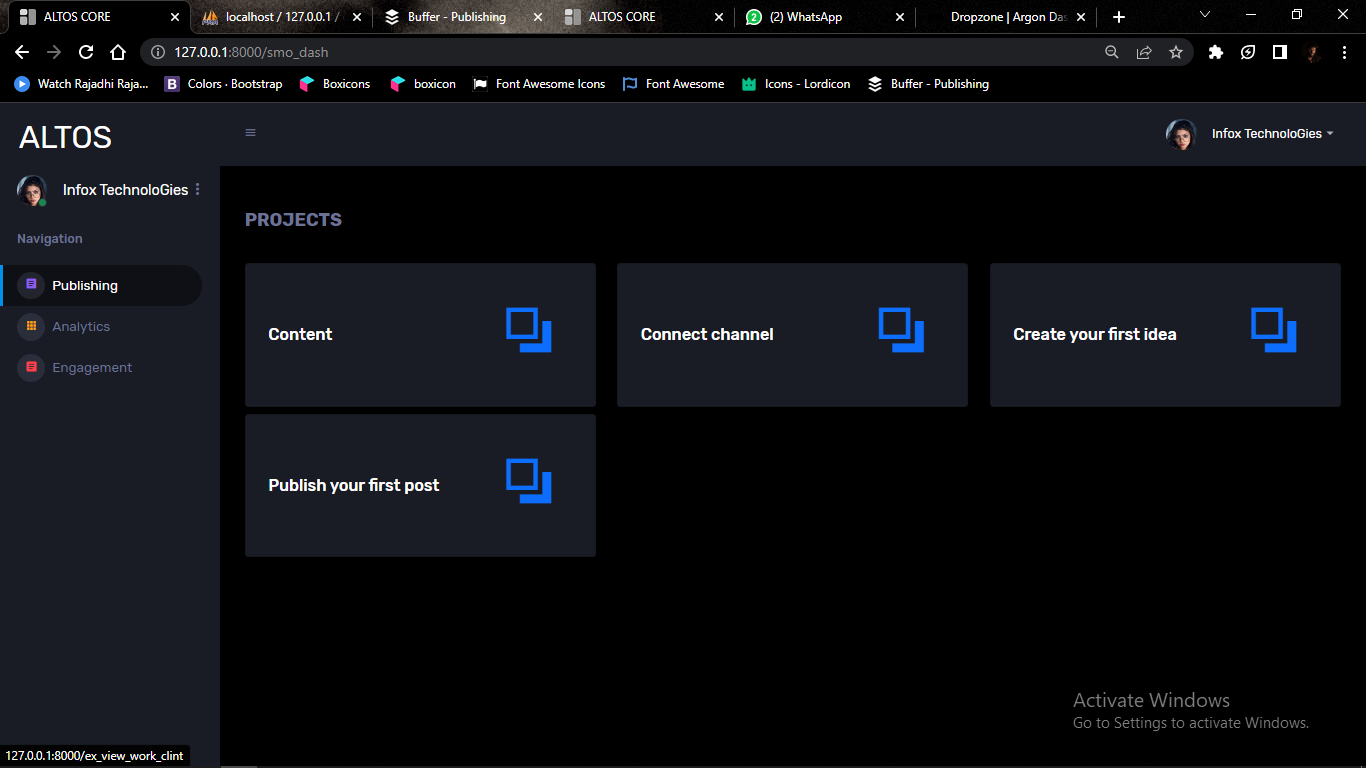 ALTOS CORE
localhost / 127.0.0.1 /
Buffer - Publishing
ALTOS CORE
2 (2) WhatsApp
Dropzone | Argon Das
127.0.0.1:8000/smo_dash
Watch Rajadhi Raja...
B Colors · Bootstrap
Boxicons
boxicon
Font Awesome Icons
Font Awesome
Icons - Lordicon
Buffer - Publishing
ALTOS
Infox TechnoloGies
Infox TechnoloGies
Navigation
Publishing
Analytics
Engagement
PROJECTS
Content
Connect channel
Create your first idea
Publish your first post
Activate Windows
Go to Settings to activate Windows.
127.0.0.1:8000/ex_view_work_clint